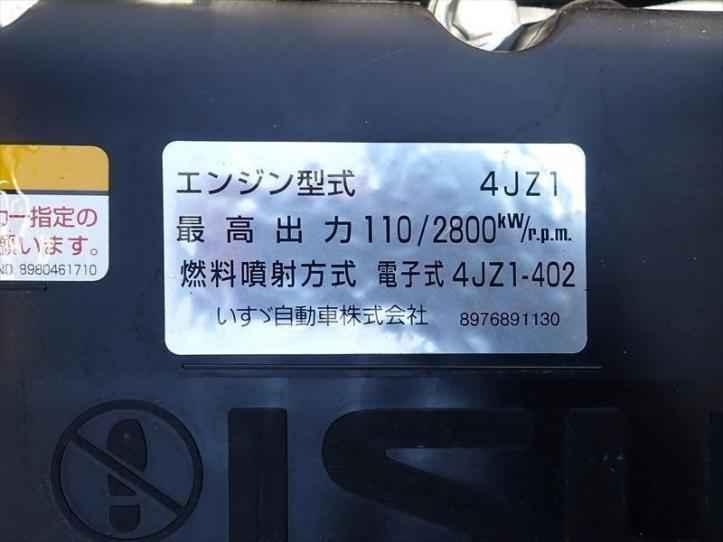 エンジン型式 4JZ1
最高出力 110/2800kW/r.p.m.
燃料噴射方式 電子式 4JZ1-402
いすゞ自動車株式会社 8976891130
カー指定の
願います。
NO. 8980461710
ISUZ